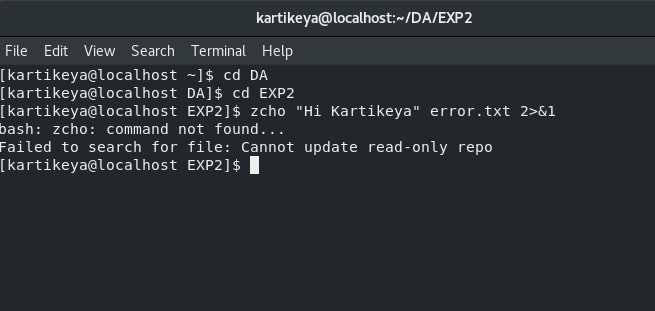 kartikeya@localhost:~/DA/EXP2
File Edit View Search Terminal Help
[kartikeya@localhost ~]$ cd DA
[kartikeya@localhost DA]$ cd EXP2
[kartikeya@localhost EXP2]$ zcho "Hi Kartikeya" error.txt 2>&1
bash: zcho: command not found...
Failed to search for file: Cannot update read-only repo
[kartikeya@localhost EXP2]$